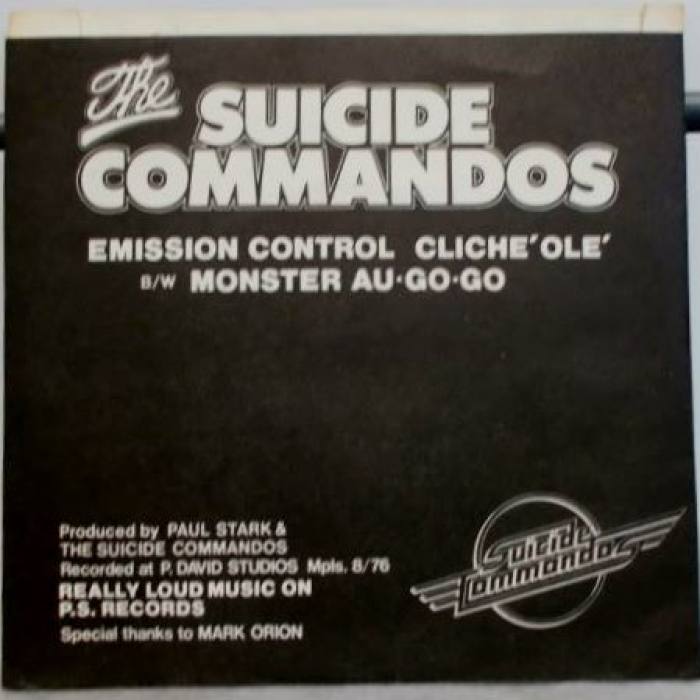 The
SUICIDE
COMMANDOS
EMISSION CONTROL CLICHE´OLE´
B/W MONSTER AU·GO·GO
Produced by PAUL STARK &
THE SUICIDE COMMANDOS
Recorded at P. DAVID STUDIOS Mpls. 8/76
REALLY LOUD MUSIC ON
P.S. RECORDS
Special thanks to MARK ORION
Suicide
Commandos